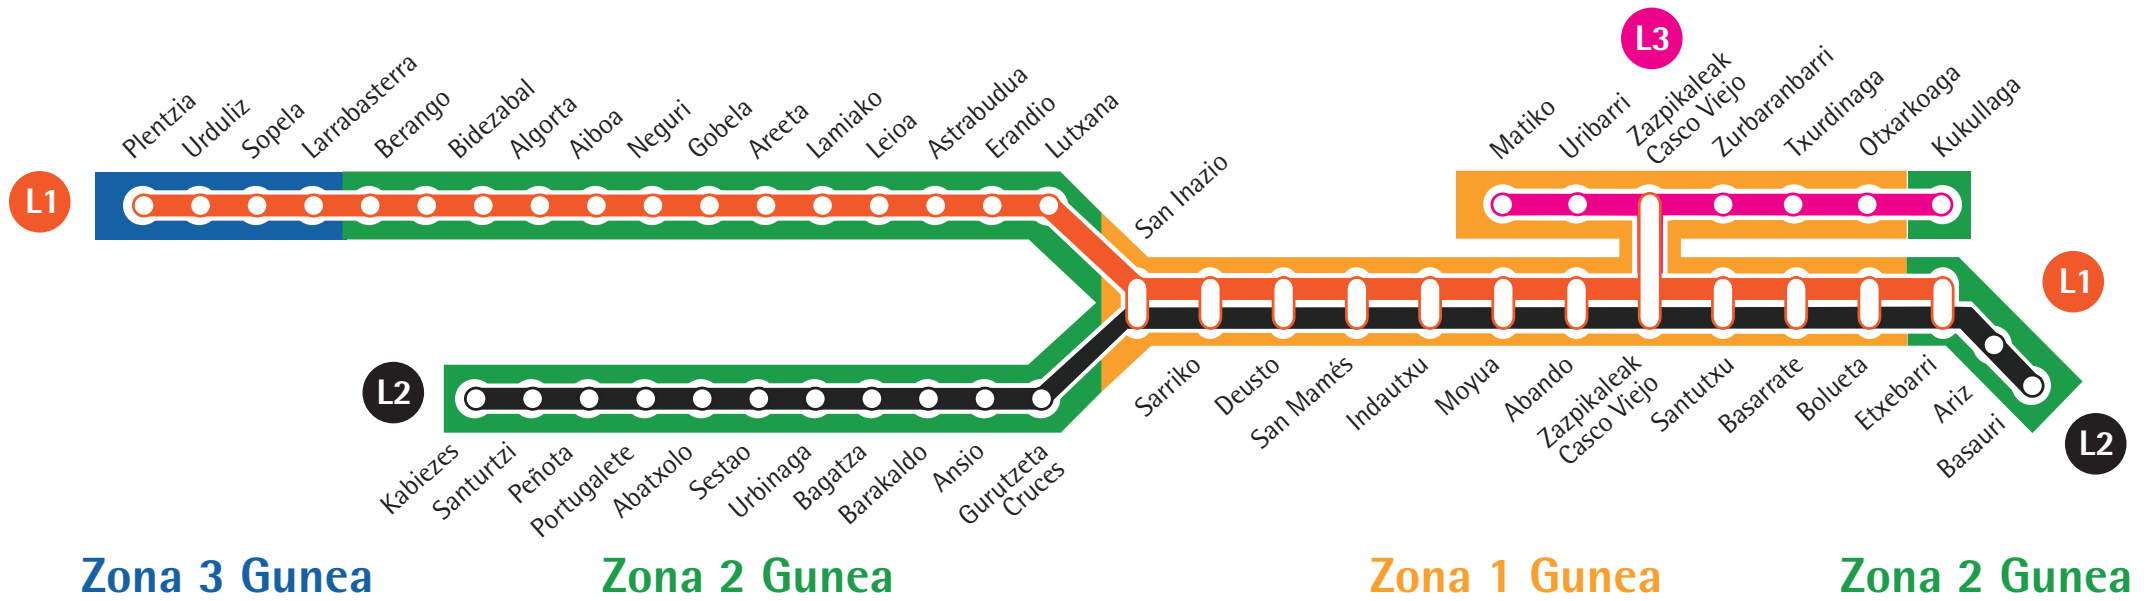 L3
Plentzia
Urduliz
Sopela
Larrabasterra
Berango
Bidezabal
Algorta
Aiboa
Neguri
Gobela
Areeta
Lamiako
Leioa
Astrabudua
Erandio
Lutxana
San Inazio
Matiko
Uribarri
Zazpikaleak
Casco Viejo
Zurbaranbarri
Txurdinaga
Otxarkoaga
Kukullaga
L1
L1
L2
Kabiezes
Santurtzi
Peñota
Portugalete
Abatxolo
Sestao
Urbinaga
Bagatza
Barakaldo
Ansio
Gurutzeta
Cruces
Sarriko
Deusto
San Mamés
Indautxu
Moyua
Abando
Zazpikaleak
Casco Viejo
Santutxu
Basarrate
Bolueta
Etxebarri
Ariz
Basauri
L2
Zona 3 Gunea
Zona 2 Gunea
Zona 1 Gunea
Zona 2 Gunea